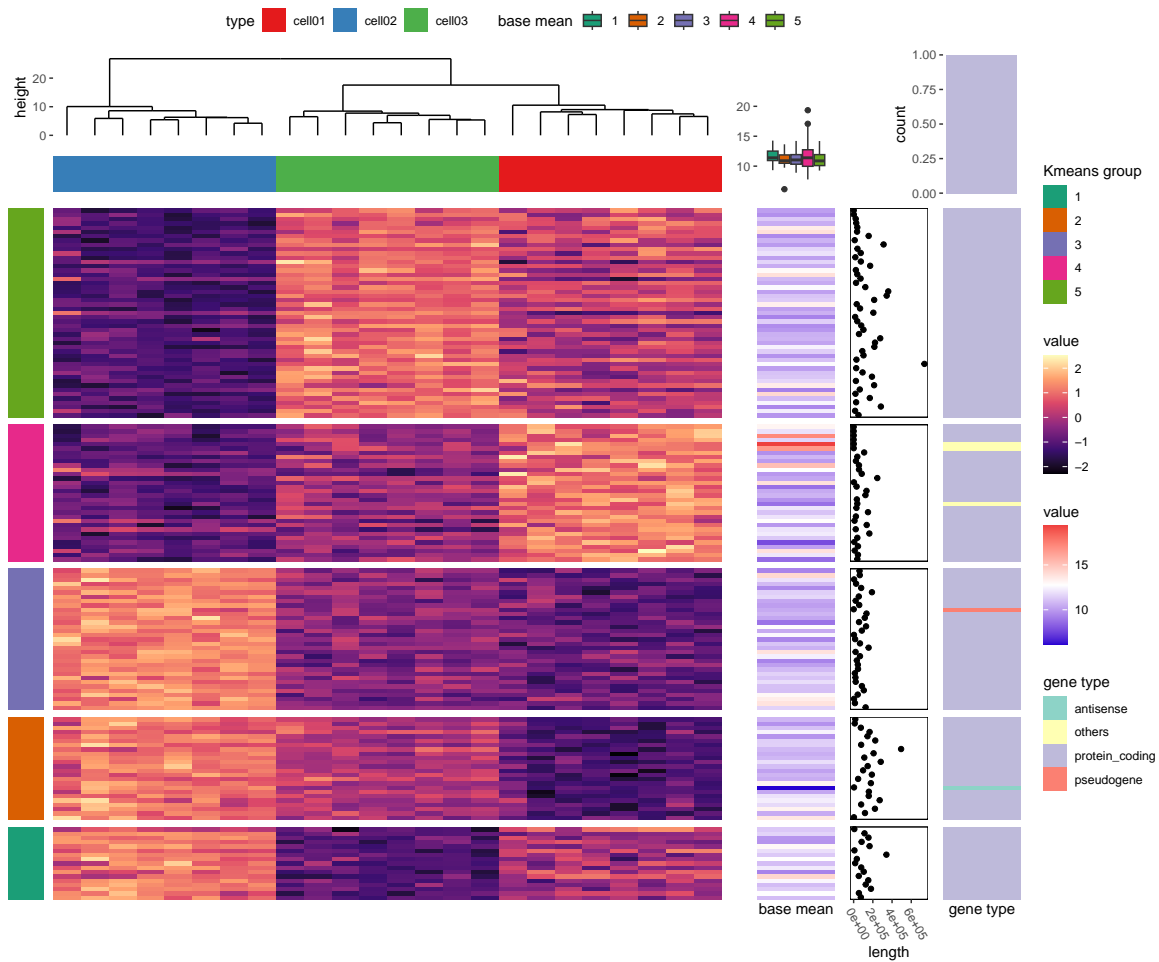 type cell01 cell02 cell03 base mean 1 2 3 4 5
height
20
10
0
20
15
10
count
1.00
0.75
0.50
0.25
0.00
Kmeans group
1
2
3
4
5
value
2
1
0
−1
−2
value
15
10
gene type
antisense
others
protein_coding
pseudogene
base mean
0e+00
2e+05
4e+05
6e+05
length
gene type